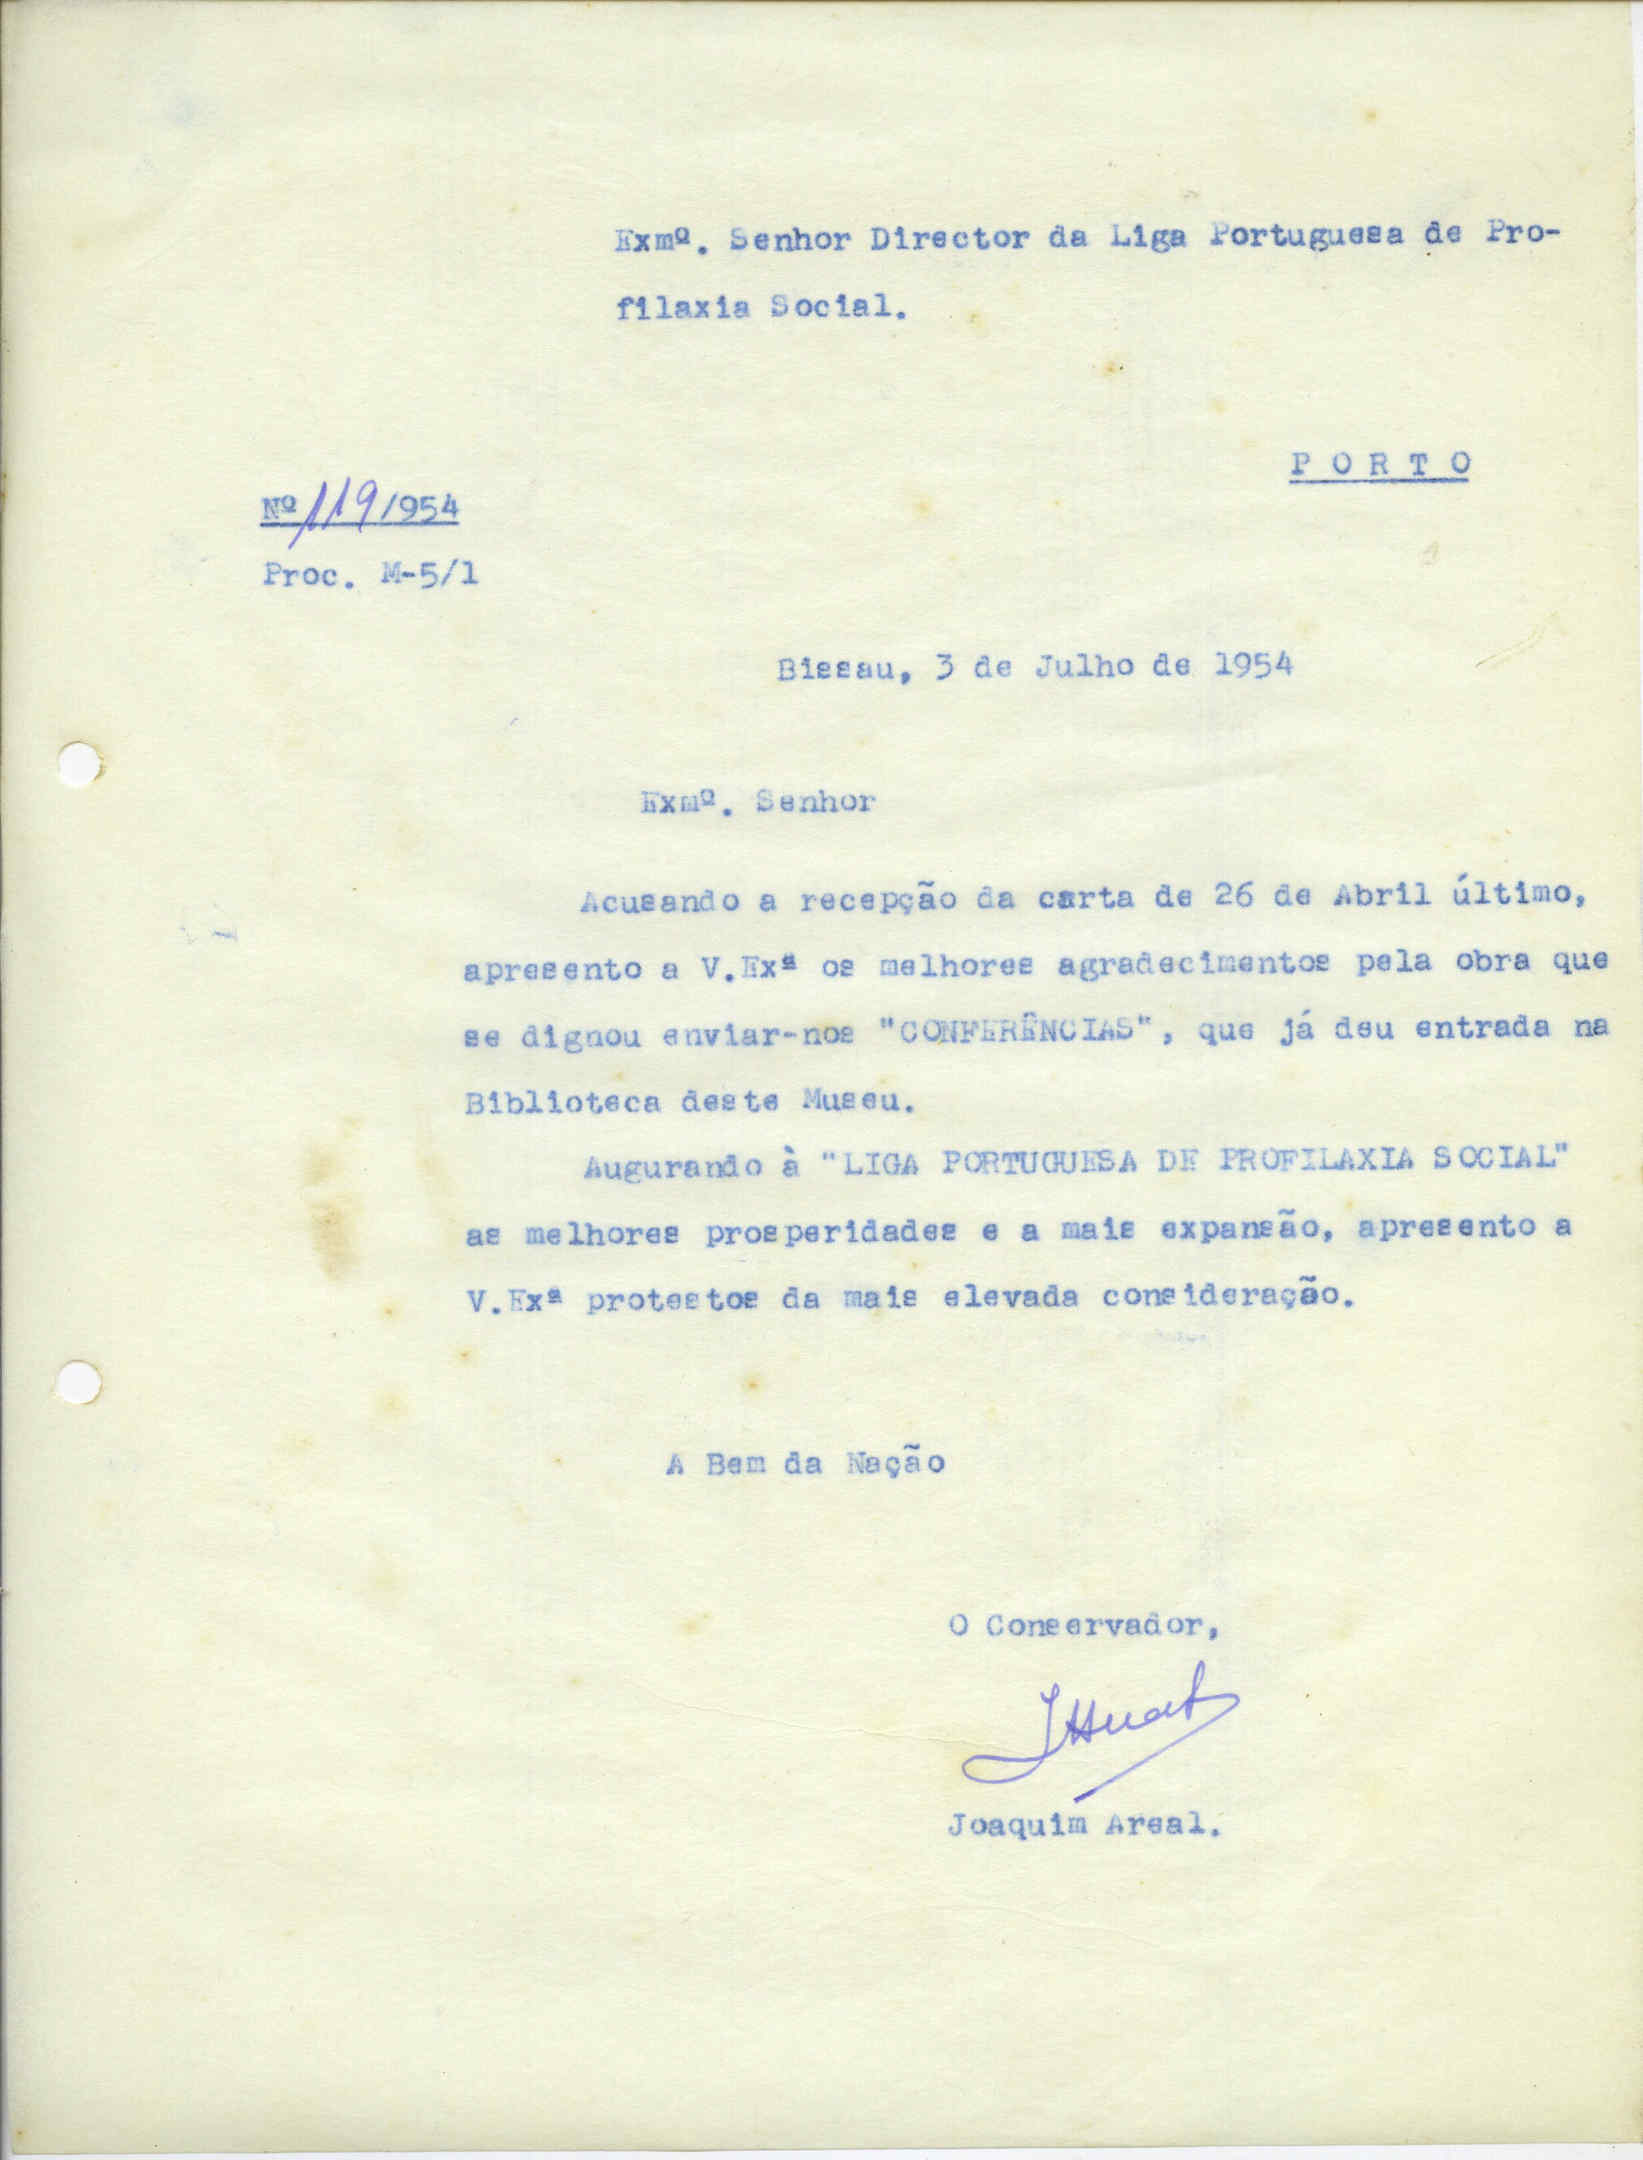 Exmº. Senhor Director da Liga Portuguesa de Pro-
filaxia Social.
P O R T O
Nº 119/954
Proc. M-5/1
Bissau, 3 de Julho de 1954
Exmº. Senhor
Acusando a recepção da carta de 26 de Abril último,
apresento a V.Exª os melhores agradecimentos pela obra que
se dignou enviar-nos "CONFERÊNCIAS", que já deu entrada na
Biblioteca deste Museu.
Augurando à "LIGA PORTUGUESA DE PROFILAXIA SOCIAL"
as melhores prosperidades e a mais expansão, apresento a
V.Exª protestos da mais elevada consideração.
A Bem da Nação
O Conservador,
Joaquim Areal.